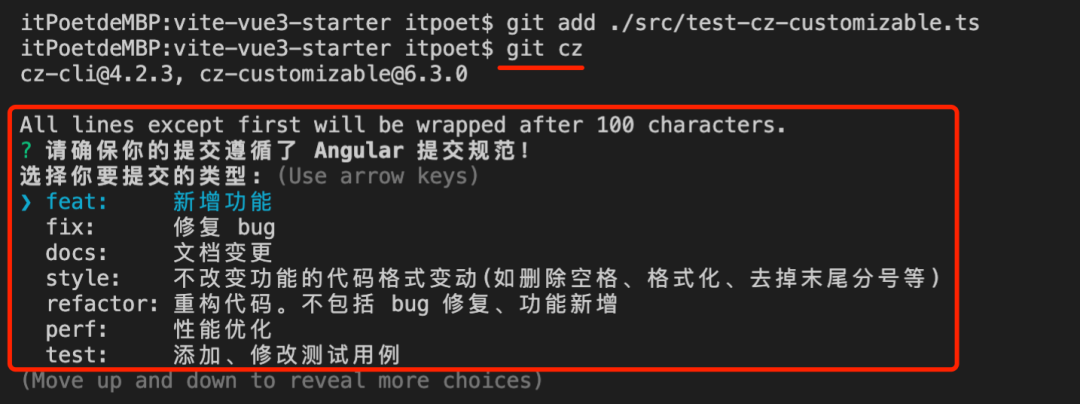 itPoetdeMBP:vite-vue3-starter itpoet$ git add ./src/test-cz-customizable.ts
itPoetdeMBP:vite-vue3-starter itpoet$ git cz
cz-cli@4.2.3, cz-customizable@6.3.0
All lines except first will be wrapped after 100 characters.
? 请确保你的提交遵循了 Angular 提交规范!
选择你要提交的类型: (Use arrow keys)
❯ feat: 新增功能
fix: 修复 bug
docs: 文档变更
style: 不改变功能的代码格式变动(如删除空格、格式化、去掉末尾分号等)
refactor: 重构代码。不包括 bug 修复、功能新增
perf: 性能优化
test: 添加、修改测试用例
(Move up and down to reveal more choices)